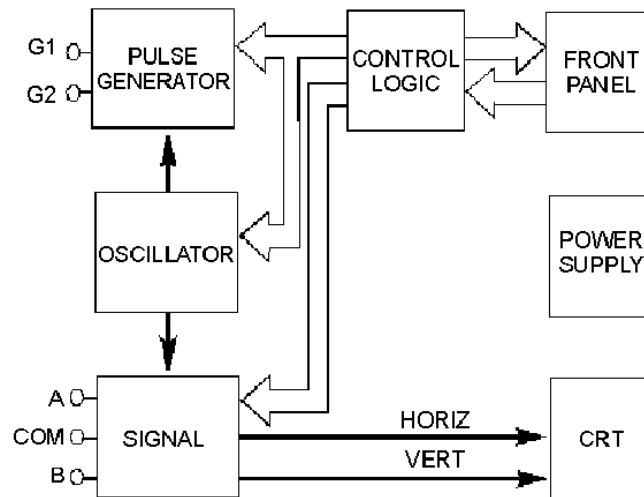 G1
G2
PULSE
GENERATOR
CONTROL
LOGIC
FRONT
PANEL
OSCILLATOR
POWER
SUPPLY
A
COM
B
SIGNAL
HORIZ
VERT
CRT